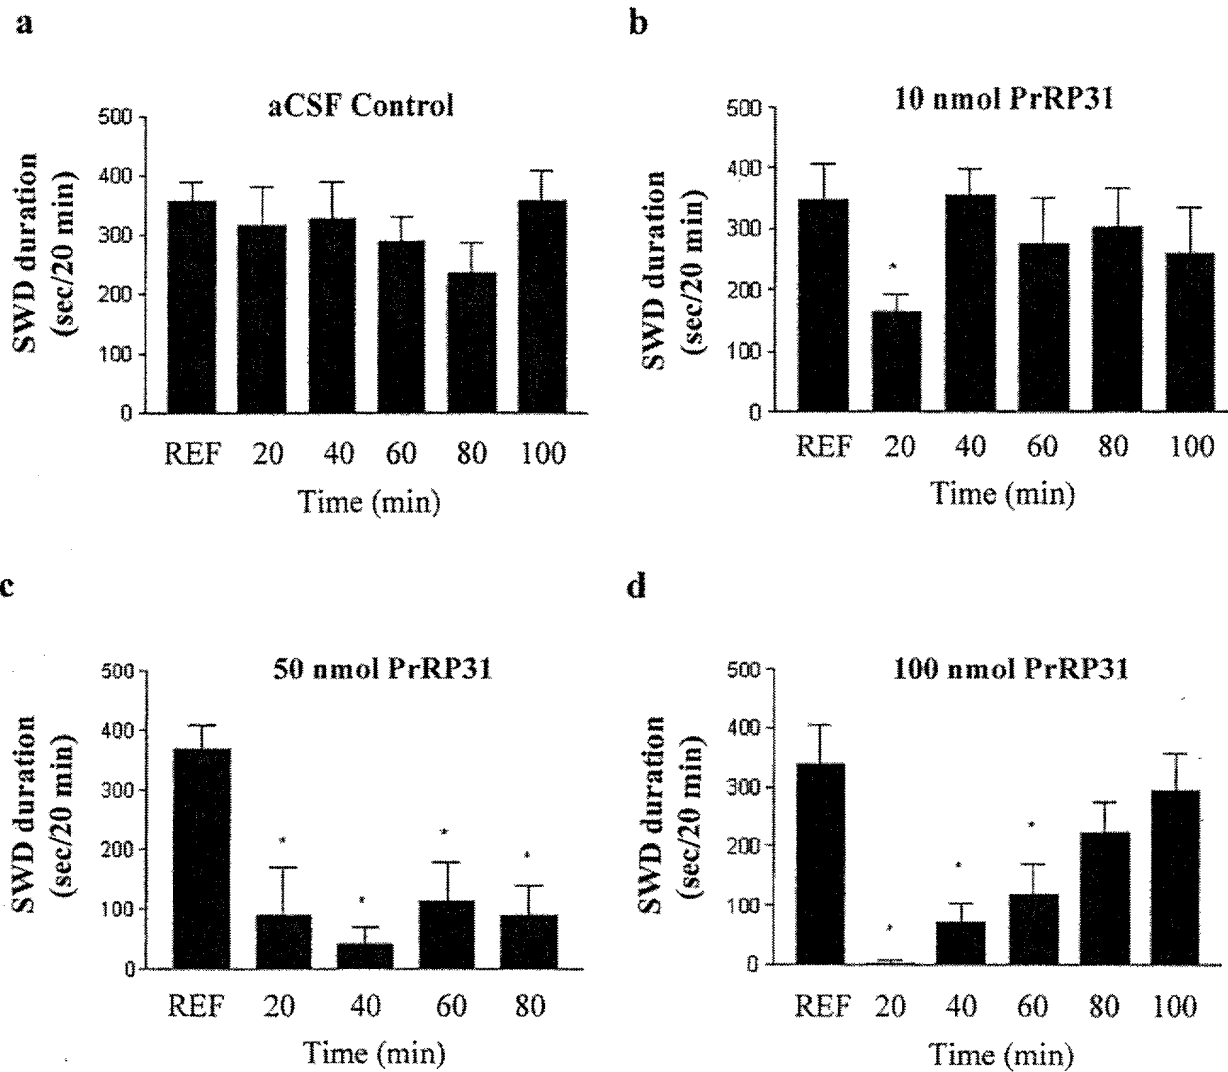 a
aCSF Control
SWD duration
(sec/20 min)
500
400
300
200
100
0
REF 20 40 60 80 100
Time (min)
b
10 nmol PrRP31
SWD duration
(sec/20 min)
500
400
300
200
100
0
*
REF 20 40 60 80 100
Time (min)
c
50 nmol PrRP31
SWD duration
(sec/20 min)
500
400
300
200
100
0
* * * *
REF 20 40 60 80
Time (min)
d
100 nmol PrRP31
SWD duration
(sec/20 min)
500
400
300
200
100
0
* * *
REF 20 40 60 80 100
Time (min)